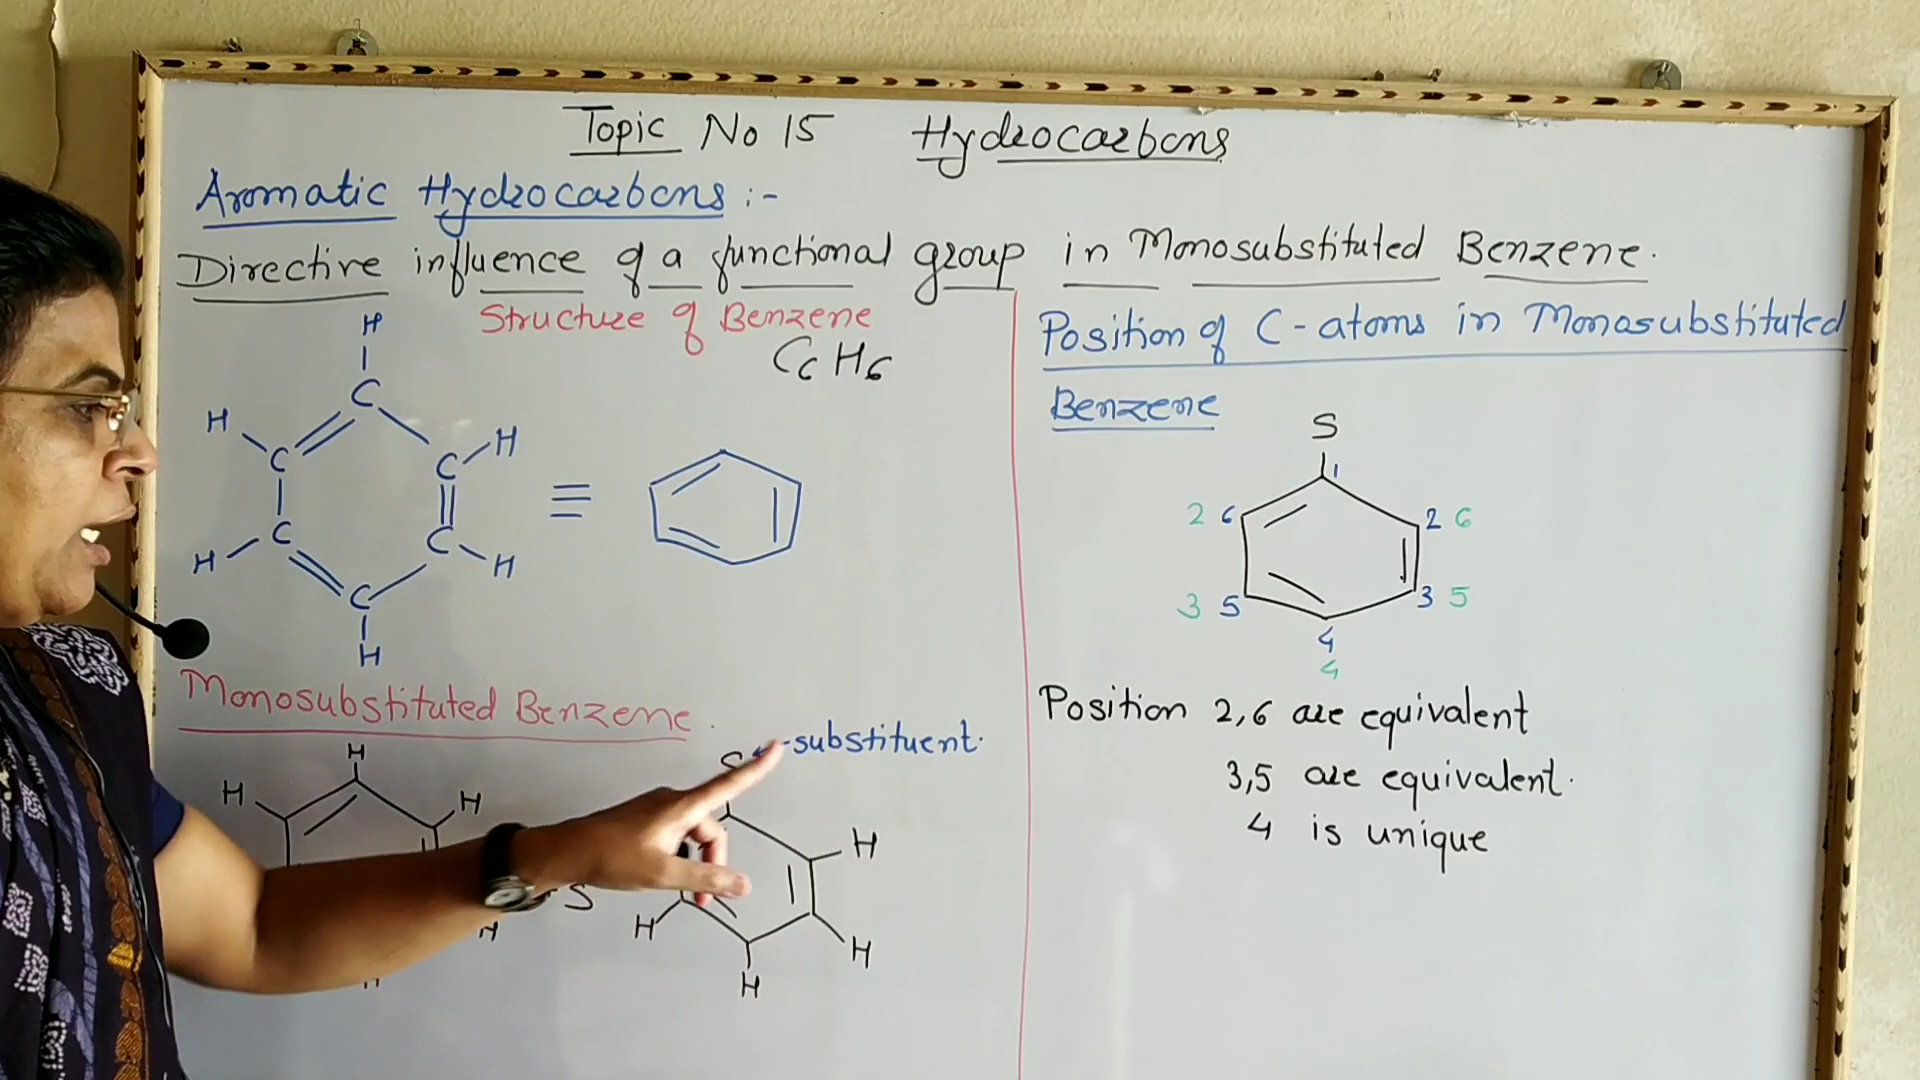 Topic No 15 Hydrocarbons
Aromatic Hydrocarbons :-
Directive influence of a functional group in Monosubstituted Benzene.
Structure of Benzene
C6H6
H
C
H C C H
H C C H
C
H
≡
Monosubstituted Benzene.
S ←substituent.
H
H H
S
H
H H
H
H
Position of C-atoms in Monosubstituted
Benzene
S
1
2 6 2 6
3 5 3 5
4
4
Position 2,6 are equivalent
3,5 are equivalent.
4 is unique